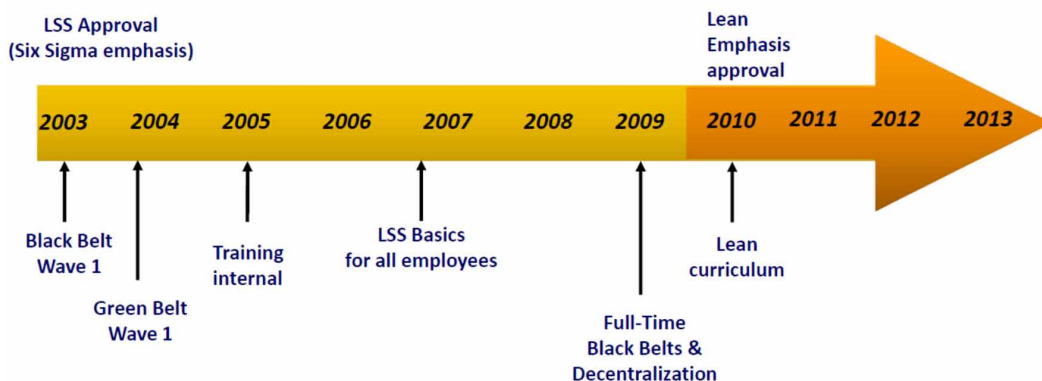 LSS Approval
(Six Sigma emphasis)
Lean
Emphasis
approval
2003 2004 2005 2006 2007 2008 2009 2010 2011 2012 2013
Black Belt
Wave 1
Green Belt
Wave 1
Training
internal
LSS Basics
for all employees
Full-Time
Black Belts &
Decentralization
Lean
curriculum